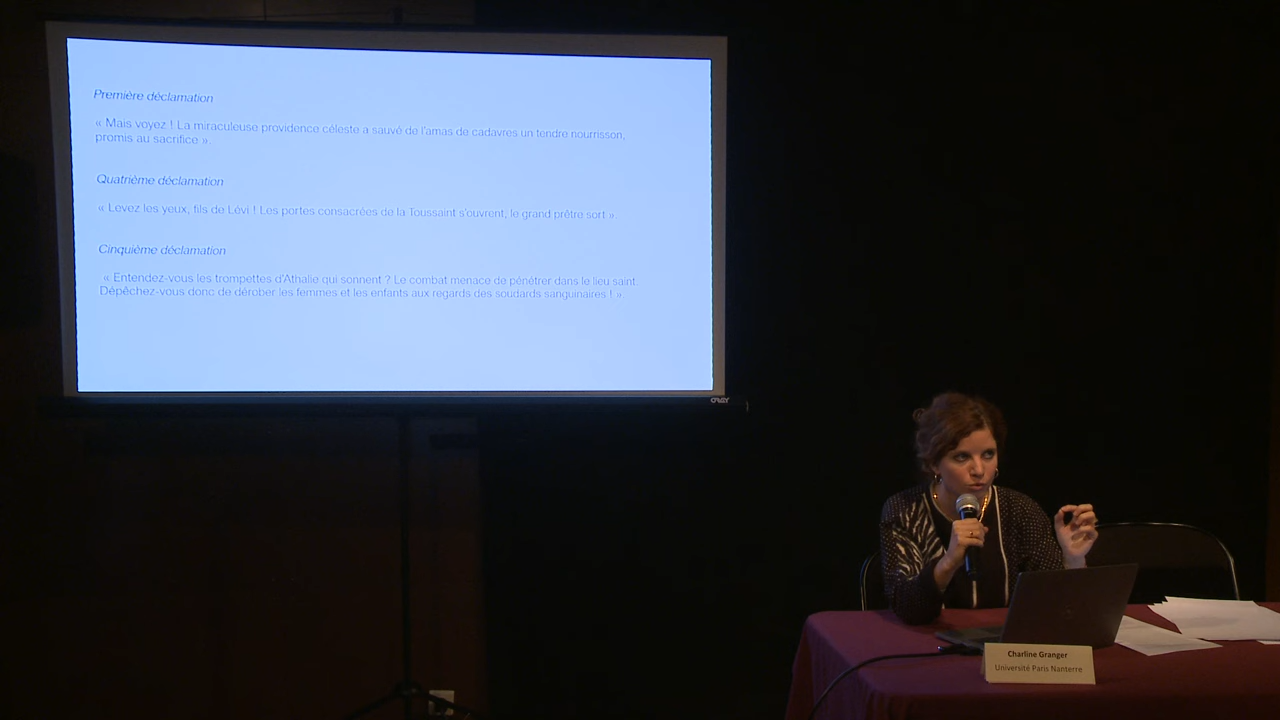 Première déclamation
« Mais voyez ! La miraculeuse providence céleste a sauvé de l'amas de cadavres un tendre nourrisson,
promis au sacrifice ».
Quatrième déclamation
« Levez les yeux, fils de Lévi ! Les portes consacrées de la Toussaint s'ouvrent, le grand prêtre sort »
Cinquième déclamation
« Entendez-vous les trompettes d'Athalie qui sonnent ? Le combat menace de pénétrer dans le lieu saint.
Dépêchez-vous donc de dérober les femmes et les enfants aux regards des soudards sanguinaires ! ».
ORAY
Charline Granger
Université Paris Nanterre